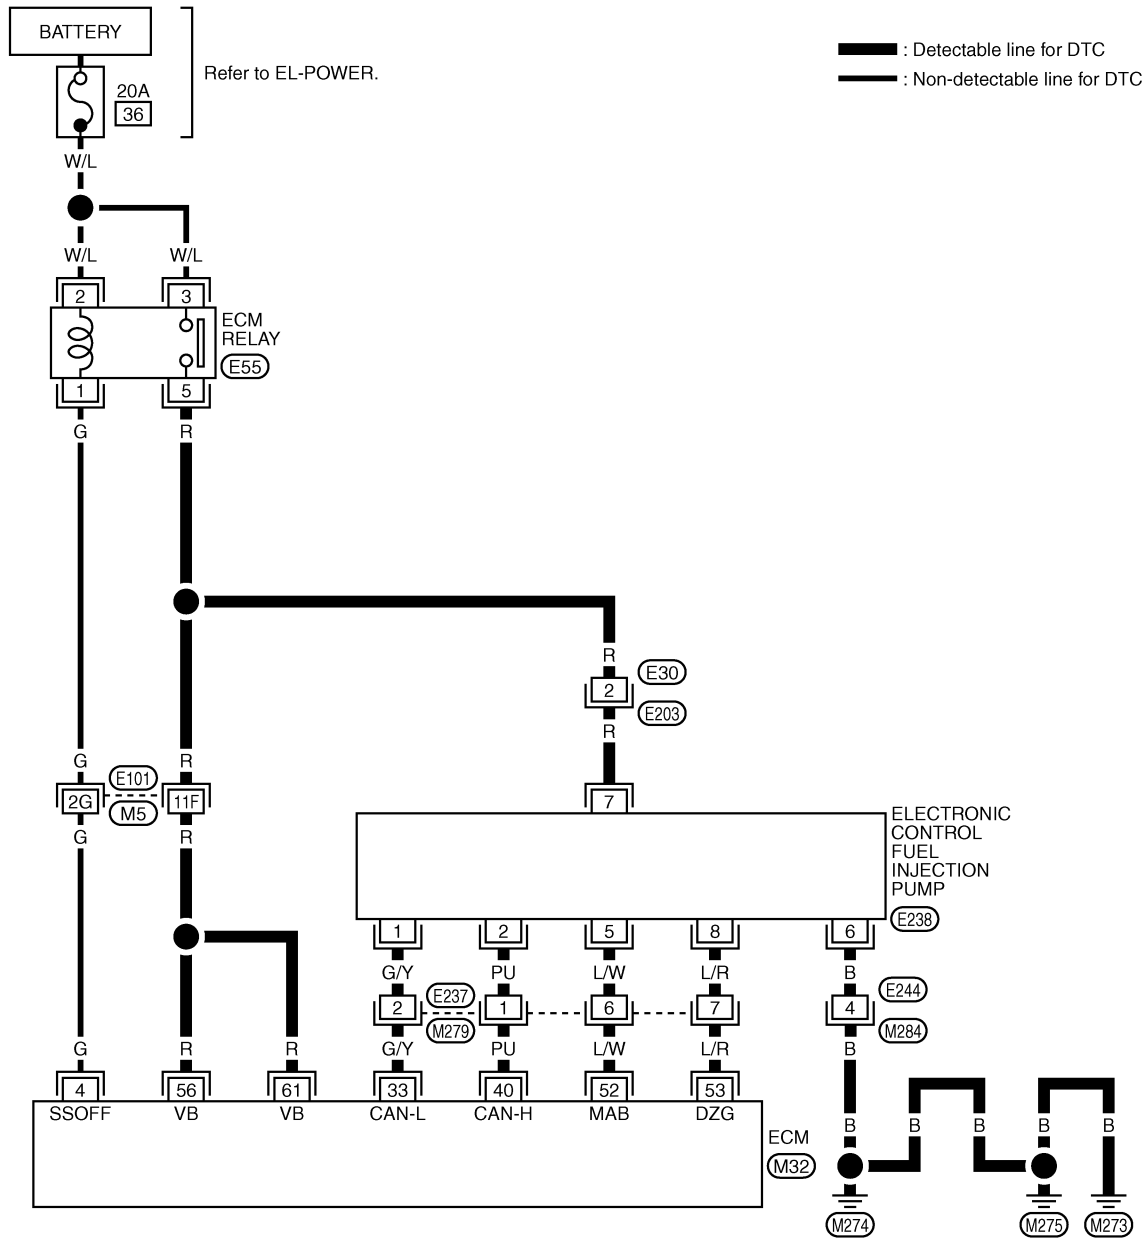 BATTERY
20A
36
Refer to EL-POWER.
: Detectable line for DTC
: Non-detectable line for DTC
W/L
W/L W/L
2 3
ECM
RELAY
E55
1 5
G R
R
E30
2
E203
R
G R
E101
2G 11F
M5
G R
7
ELECTRONIC
CONTROL
FUEL
INJECTION
PUMP
E238
1 2 5 8 6
G/Y PU L/W L/R B
E237 E244
2 1 6 7 4
M279 M284
G R R G/Y PU L/W L/R B
4 56 61 33 40 52 53
SSOFF VB VB CAN-L CAN-H MAB DZG
B B B B B
ECM
M32
M274 M275 M273